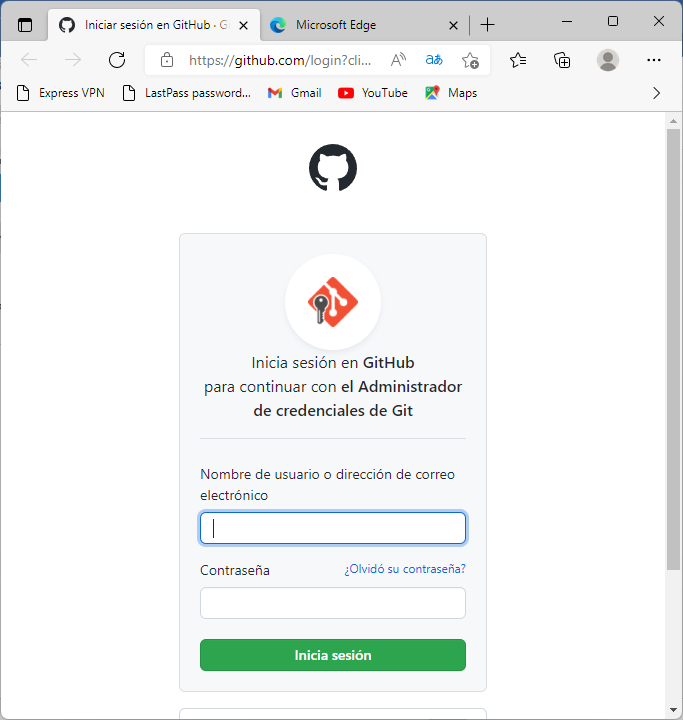 Iniciar sesión en GitHub · G
Microsoft Edge
https://github.com/login?cli...
Express VPN
LastPass password...
Gmail
YouTube
Maps
Inicia sesión en GitHub
para continuar con el Administrador
de credenciales de Git
Nombre de usuario o dirección de correo
electrónico
Contraseña
¿Olvidó su contraseña?
Inicia sesión